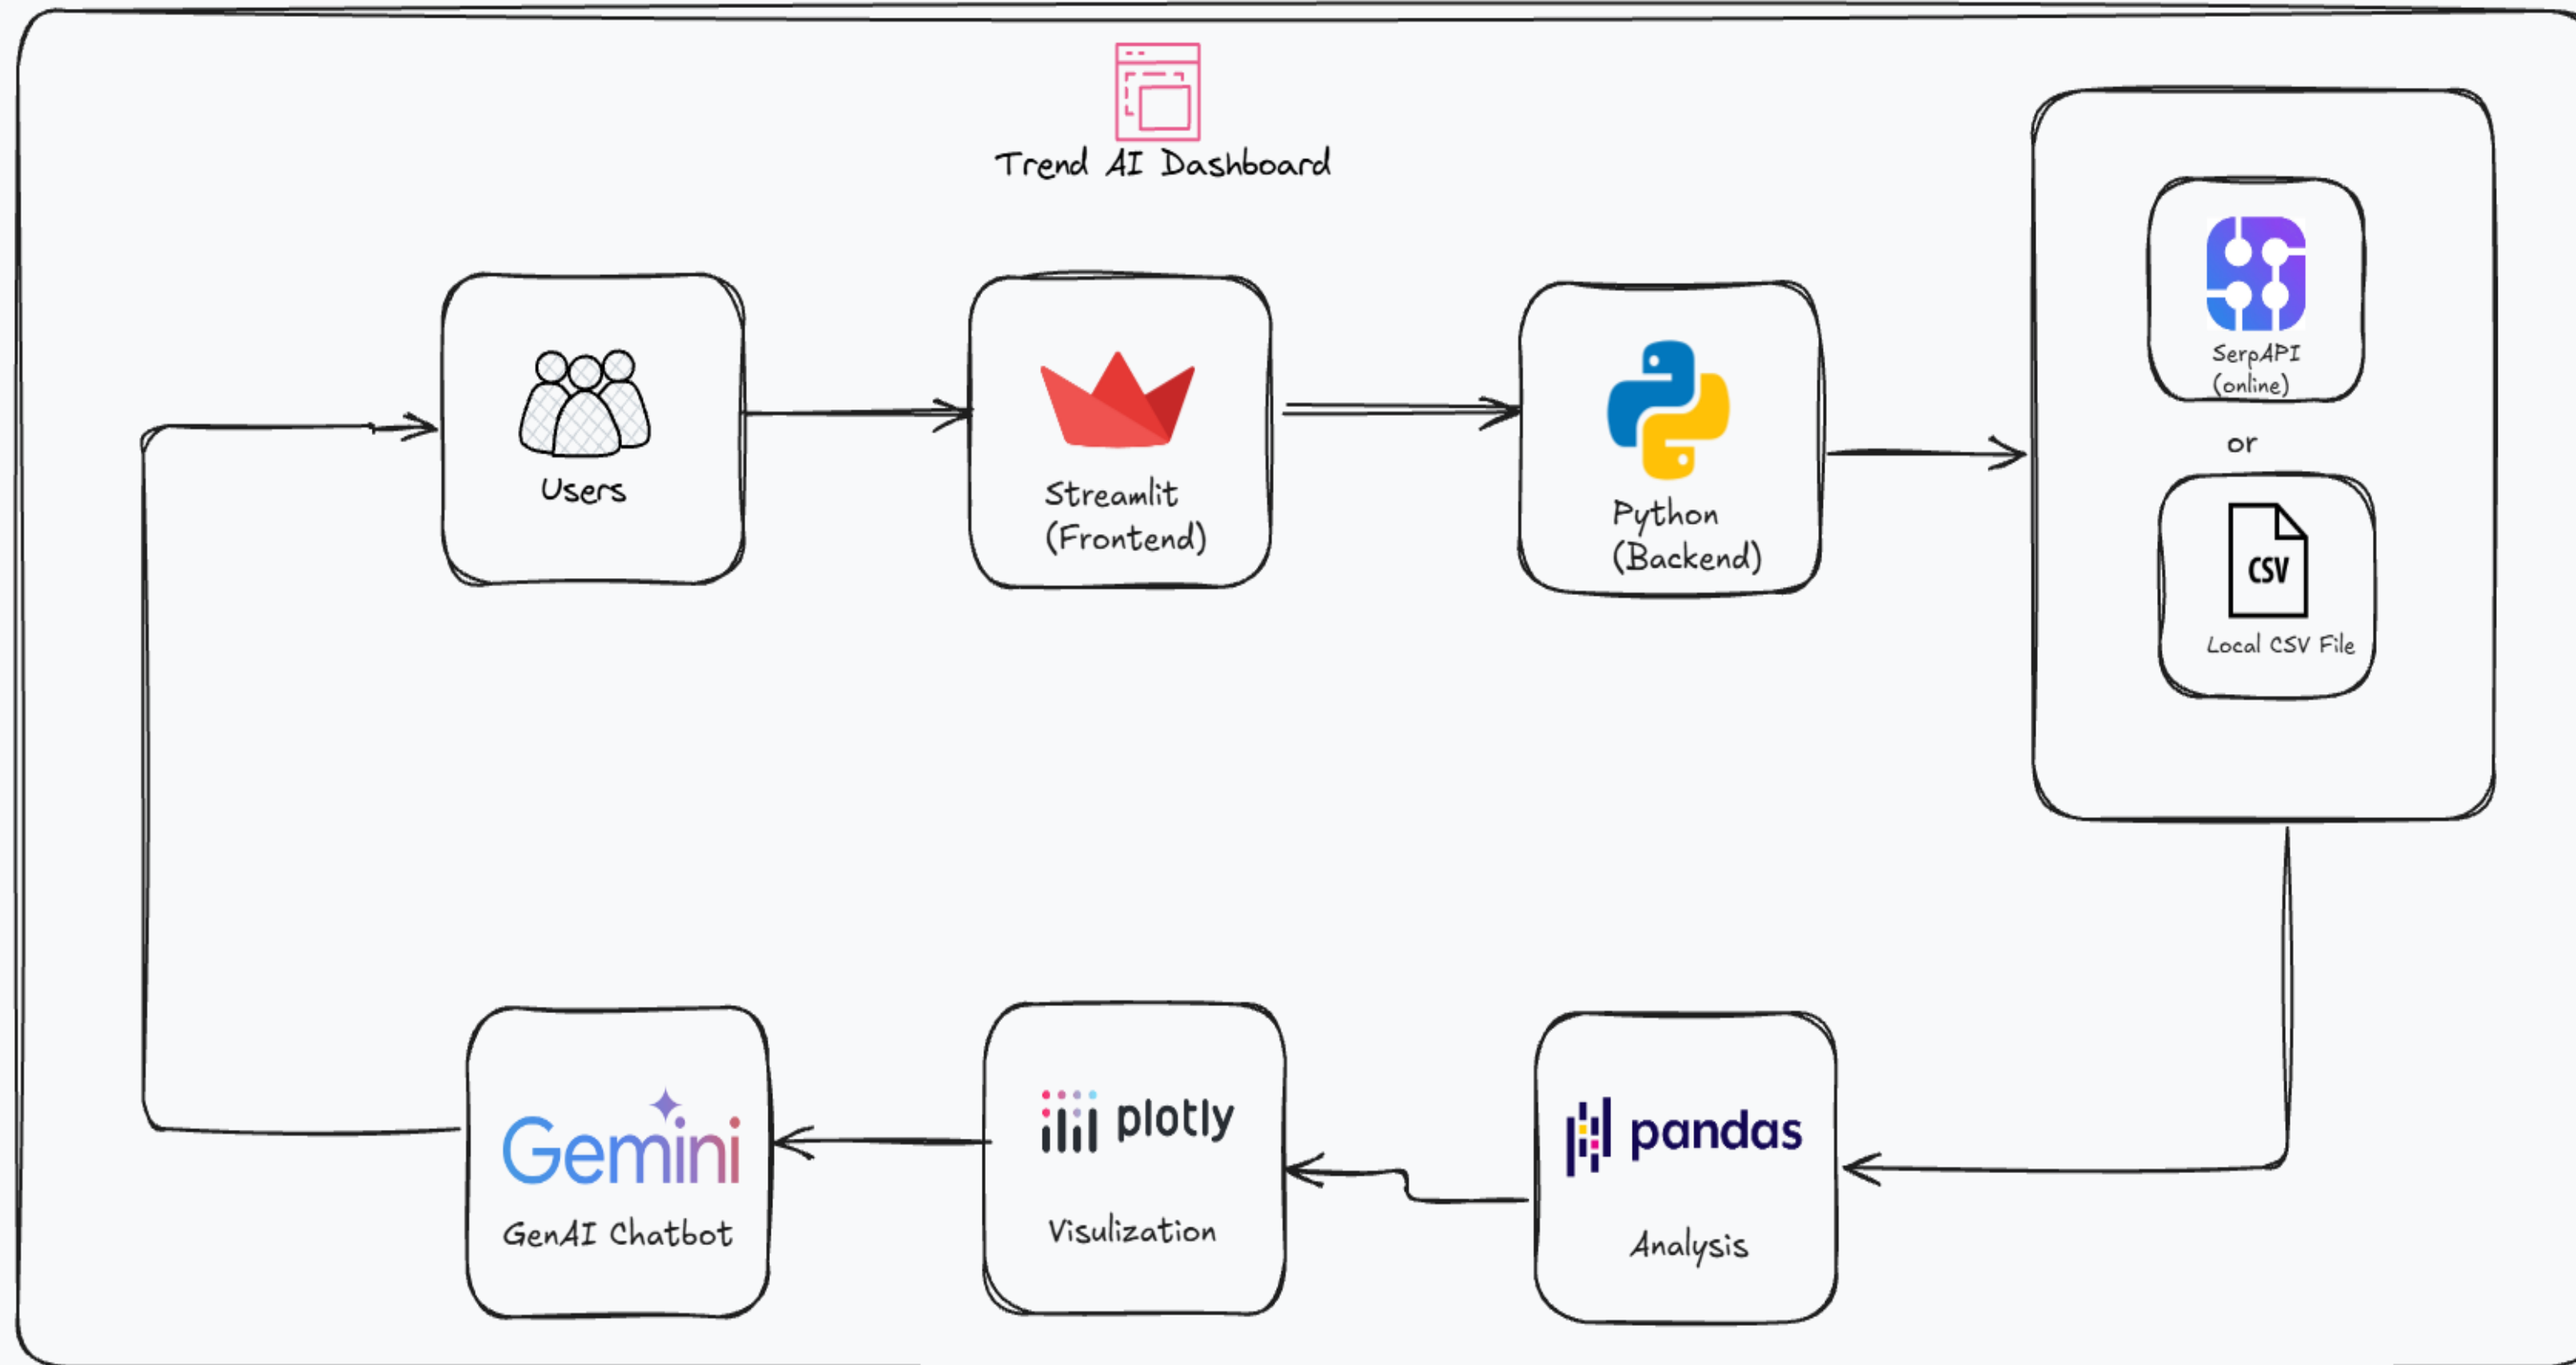 Trend AI Dashboard
Users
Streamlit
(Frontend)
Python
(Backend)
SerpAPI
(online)
or
CSV
Local CSV File
Gemini
GenAI Chatbot
plotly
Visulization
pandas
Analysis